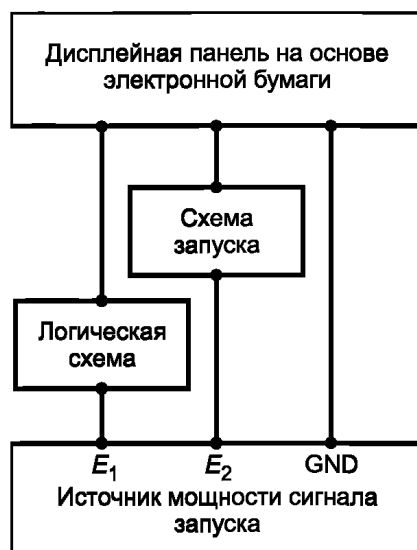 Дисплейная панель на основе
электронной бумаги
Схема
запуска
Логическая
схема
E1 E2 GND
Источник мощности сигнала
запуска